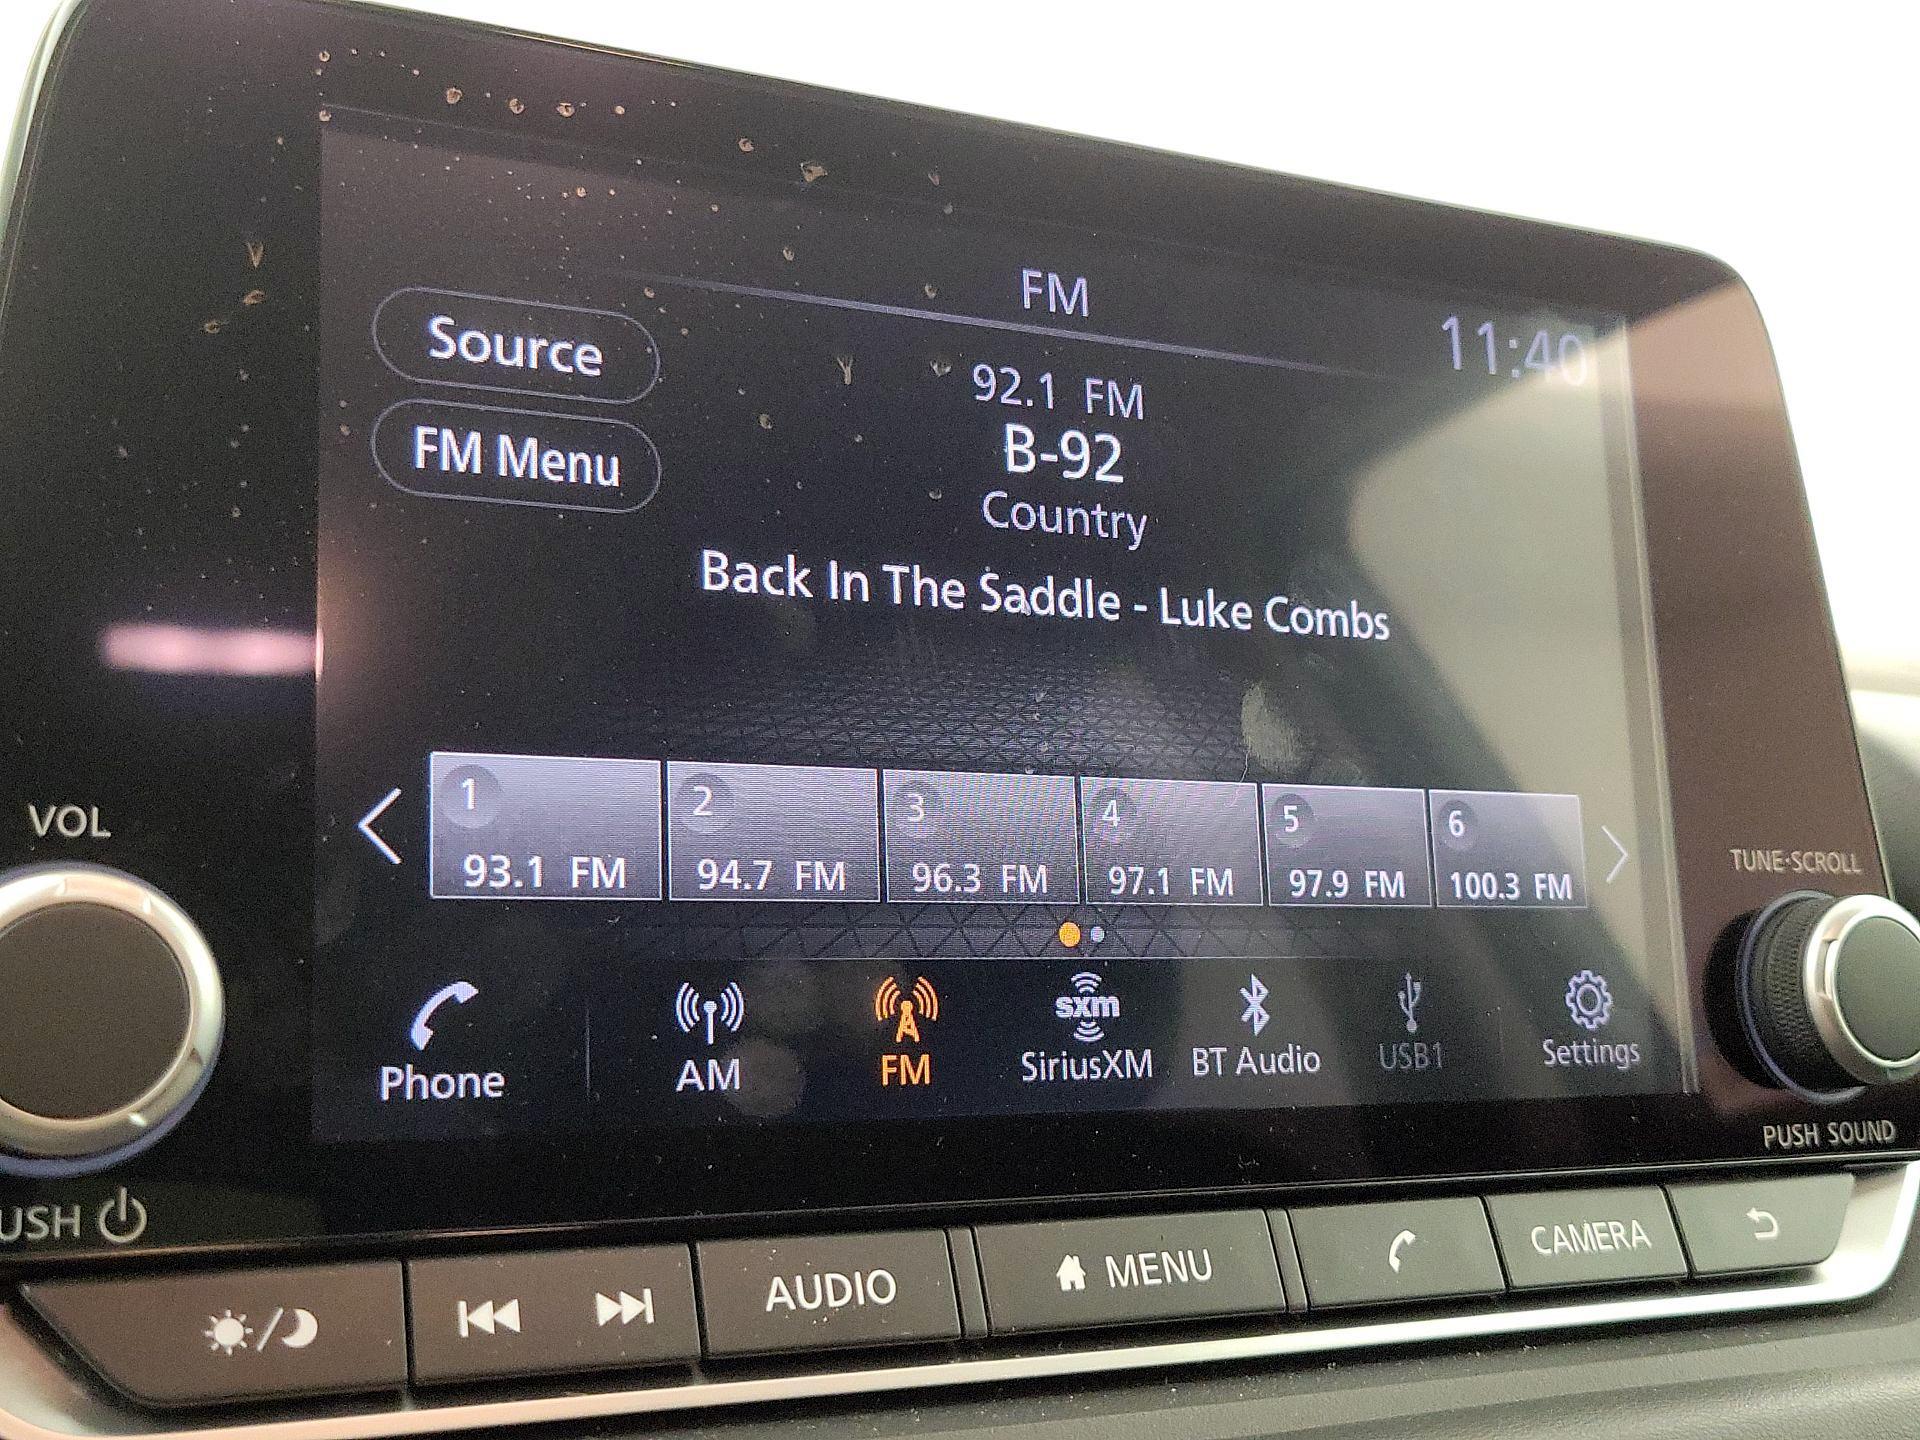 FM
11:40
Source
92.1 FM
FM Menu
B-92
Country
Back In The Saddle - Luke Combs
1
2
3
4
5
6
93.1 FM
94.7 FM
96.3 FM
97.1 FM
97.9 FM
100.3 FM
VOL
TUNE·SCROLL
Phone
AM
FM
sxm
SiriusXM
BT Audio
USB1
Settings
PUSH SOUND
USH
AUDIO
MENU
CAMERA